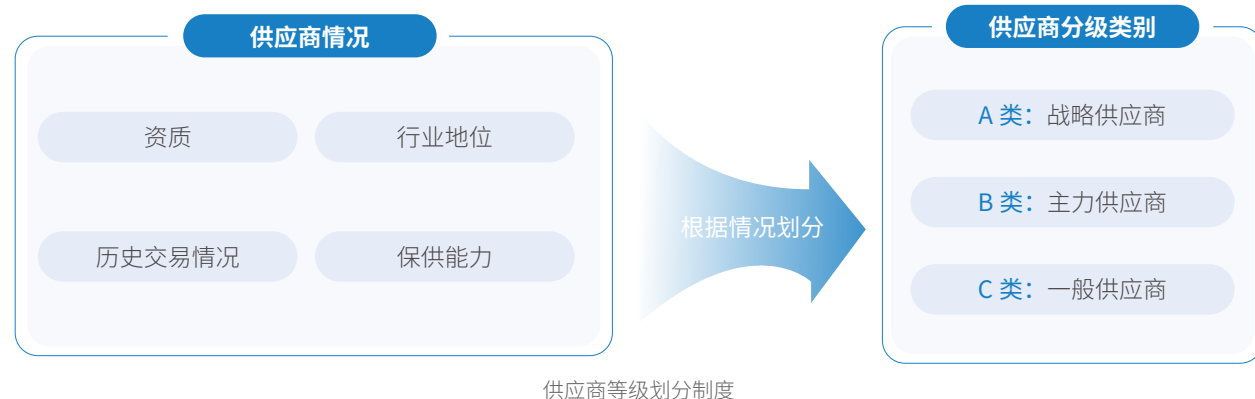 供应商情况
资质
行业地位
历史交易情况
保供能力
根据情况划分
供应商分级类别
A 类：战略供应商
B 类：主力供应商
C 类：一般供应商
供应商等级划分制度